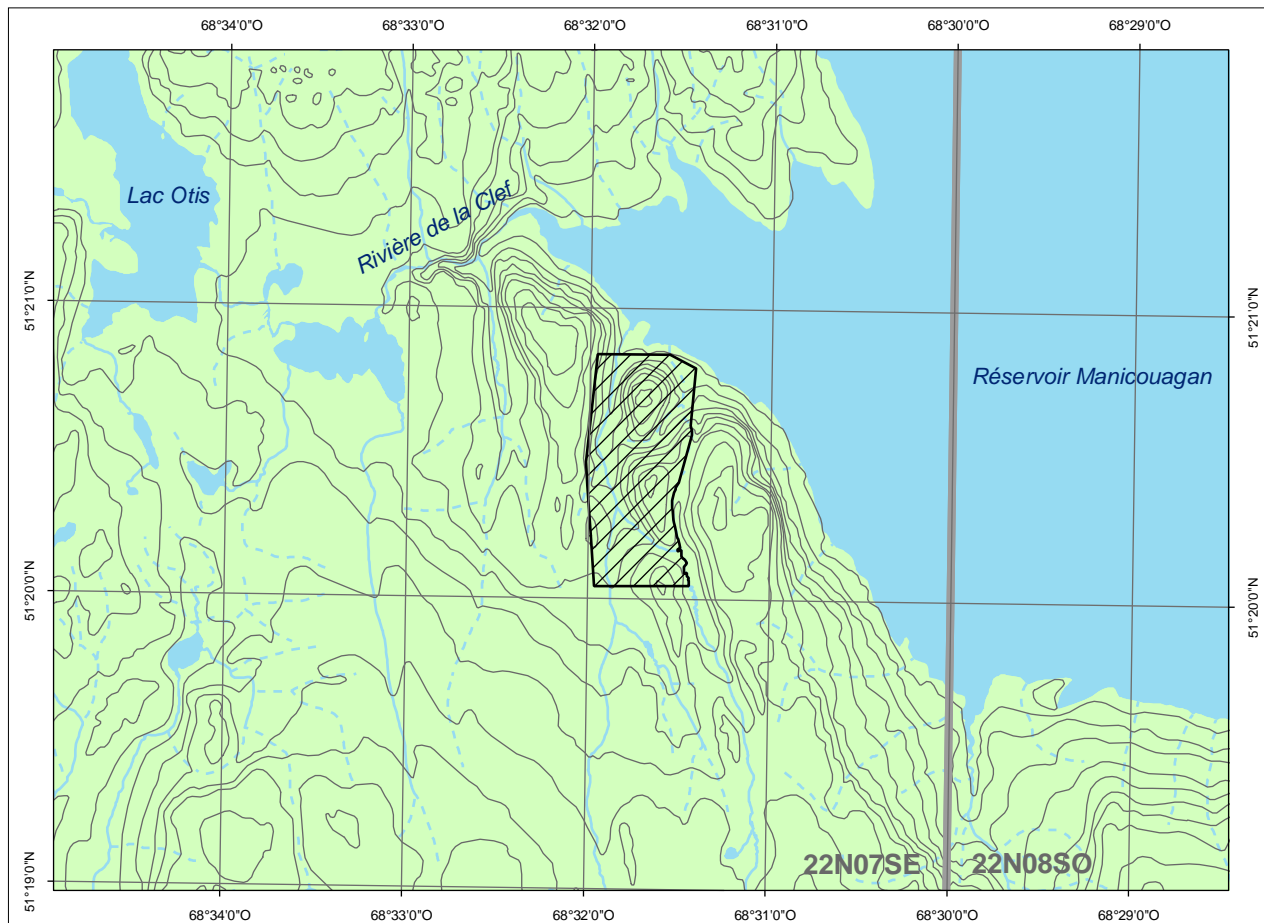 68°34'0"O 68°33'0"O 68°32'0"O 68°31'0"O 68°30'0"O 68°29'0"O
Lac Otis
Rivière de la Clef
51°21'0"N
51°21'0"N
Réservoir Manicouagan
51°20'0"N
51°20'0"N
22N07SE 22N08SO
51°19'0"N
51°19'0"N
68°34'0"O 68°33'0"O 68°32'0"O 68°31'0"O 68°30'0"O 68°29'0"O